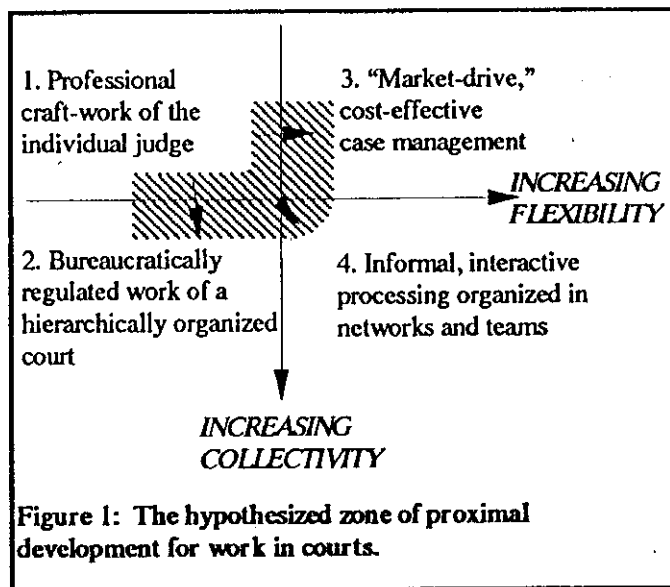 1. Professional
craft-work of the
individual judge
3. “Market-drive,”
cost-effective
case management
INCREASING
FLEXIBILITY
2. Bureaucratically
regulated work of a
hierarchically organized
court
4. Informal, interactive
processing organized in
networks and teams
INCREASING
COLLECTIVITY
Figure 1: The hypothesized zone of proximal
development for work in courts.